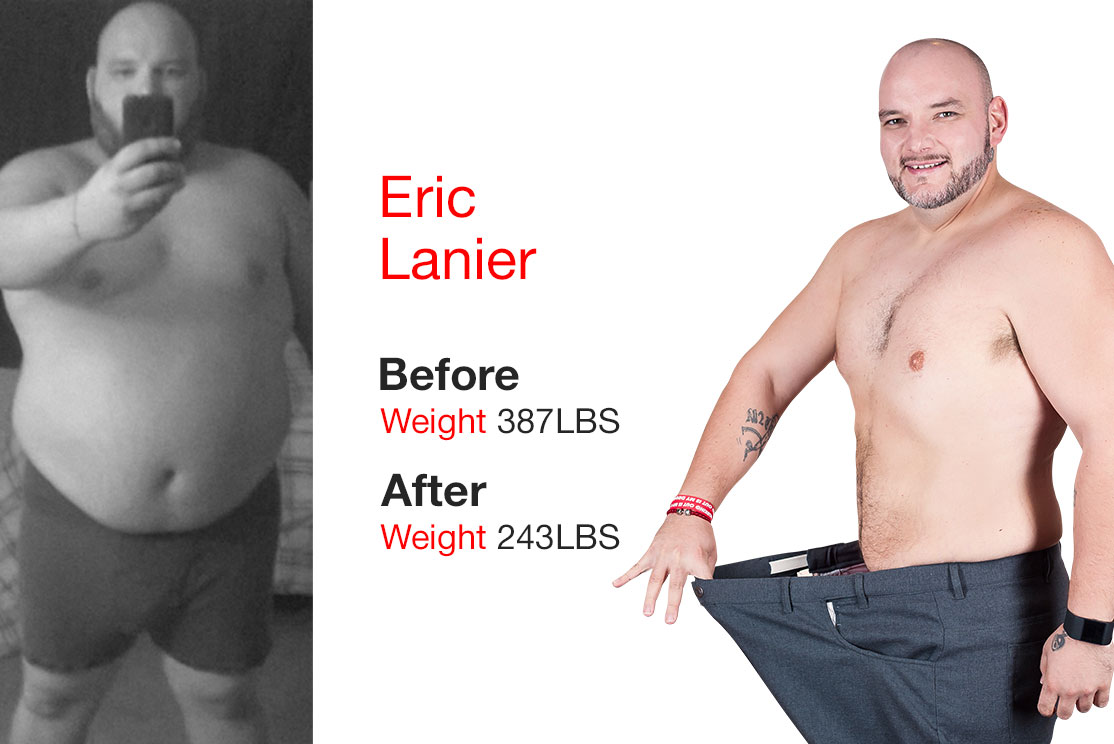 Eric
Lanier
Before
Weight 387LBS
After
Weight 243LBS